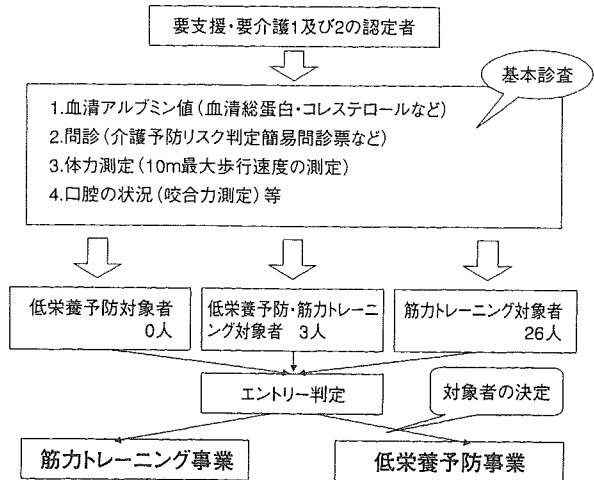 要支援・要介護1及び2の認定者
基本診査
1.血清アルブミン値（血清総蛋白・コレステロールなど）
2.問診（介護予防リスク判定簡易問診票など）
3.体力測定（10m最大歩行速度の測定）
4.口腔の状況（咬合力測定）等
低栄養予防対象者
0人
低栄養予防・筋力トレーニ
ング対象者 3人
筋力トレーニング対象者
26人
エントリー判定
対象者の決定
筋力トレーニング事業
低栄養予防事業